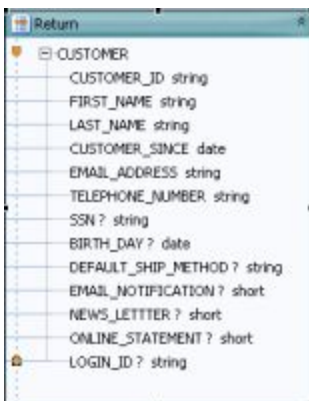 Return
CUSTOMER
CUSTOMER_ID string
FIRST_NAME string
LAST_NAME string
CUSTOMER_SINCE date
EMAIL_ADDRESS string
TELEPHONE_NUMBER string
SSN ? string
BIRTH_DAY ? date
DEFAULT_SHIP_METHOD ? string
EMAIL_NOTIFICATION ? short
NEWS_LETTTER ? short
ONLINE_STATEMENT ? short
LOGIN_ID ? string